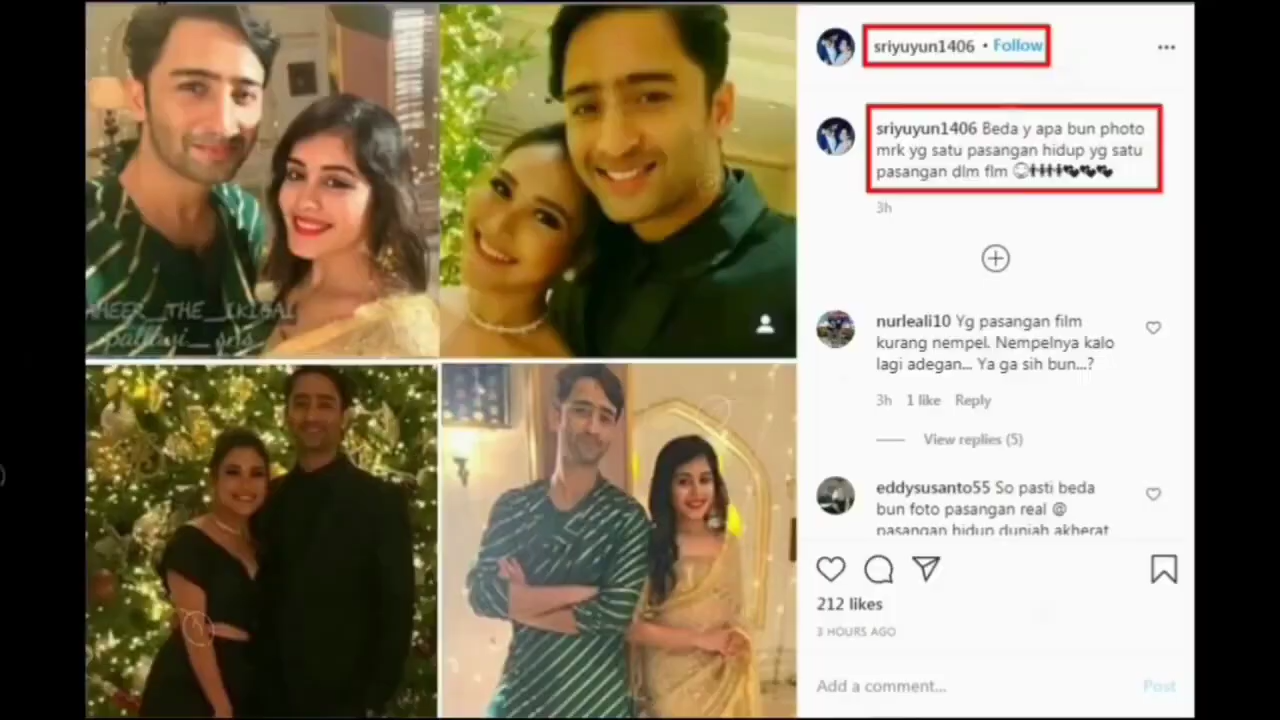 sriyuyun1406 • Follow
sriyuyun1406 Beda y apa bun photo
mrk yg satu pasangan hidup yg satu
pasangan dlm flm
3h
nurleali10 Yg pasangan film
kurang nempel. Nempelnya kalo
lagi adegan... Ya ga sih bun...?
3h 1 like Reply
View replies (5)
eddysusanto55 So pasti beda
bun foto pasangan real @
pasangan hidup duniah akherat
212 likes
3 HOURS AGO
Add a comment... Post